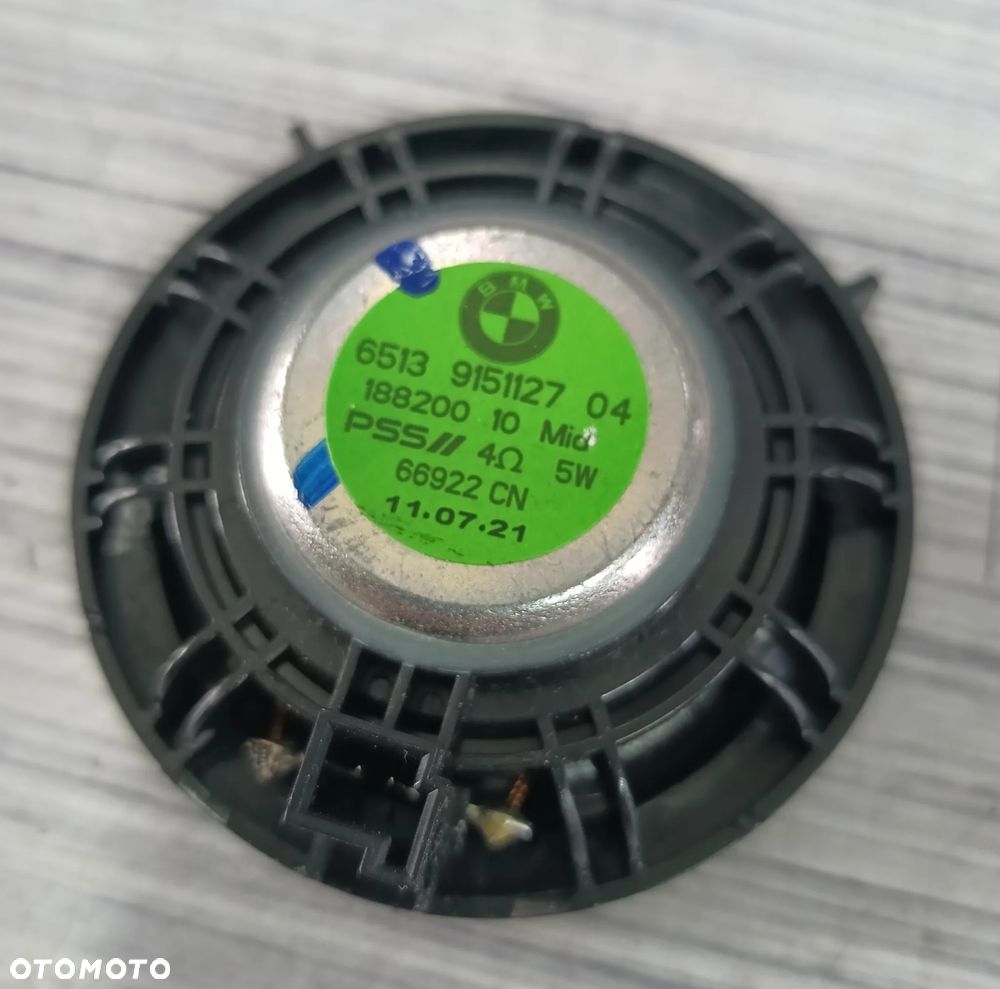 BMW
6513 9151127 04
188200 10 Mid
PSS// 4Ω 5W
66922 CN
11.07.21
OTOMOTO